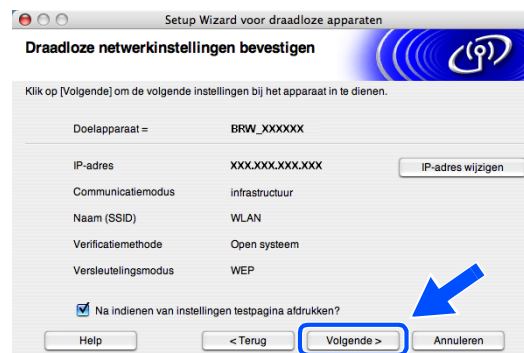 Setup Wizard voor draadloze apparaten
Draadloze netwerkinstellingen bevestigen
Klik op [Volgende] om de volgende instellingen bij het apparaat in te dienen.
Doelapparaat = BRW_XXXXXX
IP-adres XXX.XXX.XXX.XXX IP-adres wijzigen
Communicatiemodus infrastructuur
Naam (SSID) WLAN
Verificatiemethode Open systeem
Versleutelingsmodus WEP
Na indienen van instellingen testpagina afdrukken?
Help < Terug Volgende > Annuleren